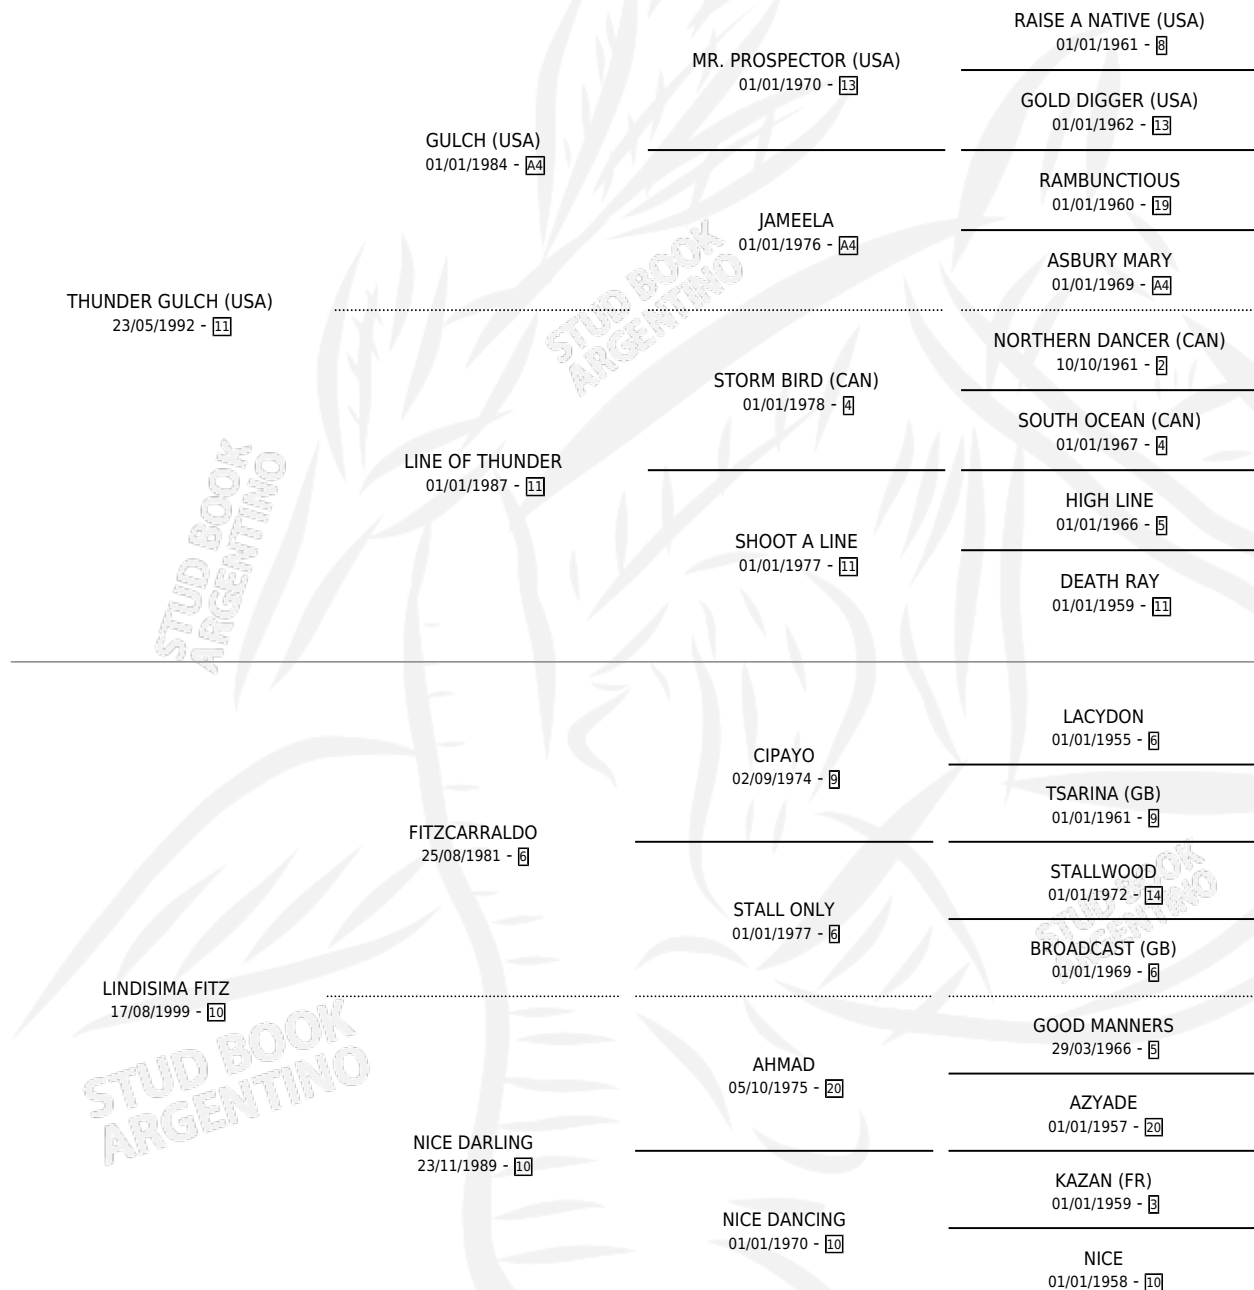 RAISE A NATIVE (USA)
01/01/1961 - 8
MR. PROSPECTOR (USA)
01/01/1970 - 13
GOLD DIGGER (USA)
01/01/1962 - 13
GULCH (USA)
01/01/1984 - A4
RAMBUNCTIOUS
01/01/1960 - 19
JAMEELA
01/01/1976 - A4
ASBURY MARY
01/01/1969 - A4
THUNDER GULCH (USA)
23/05/1992 - 11
NORTHERN DANCER (CAN)
10/10/1961 - 2
STORM BIRD (CAN)
01/01/1978 - 4
SOUTH OCEAN (CAN)
01/01/1967 - 4
LINE OF THUNDER
01/01/1987 - 11
HIGH LINE
01/01/1966 - 5
SHOOT A LINE
01/01/1977 - 11
DEATH RAY
01/01/1959 - 11
LACYDON
01/01/1955 - 6
CIPAYO
02/09/1974 - 9
TSARINA (GB)
01/01/1961 - 9
FITZCARRALDO
25/08/1981 - 6
STALLWOOD
01/01/1972 - 14
STALL ONLY
01/01/1977 - 6
BROADCAST (GB)
01/01/1969 - 6
LINDISIMA FITZ
17/08/1999 - 10
GOOD MANNERS
29/03/1966 - 5
AHMAD
05/10/1975 - 20
AZYADE
01/01/1957 - 20
NICE DARLING
23/11/1989 - 10
KAZAN (FR)
01/01/1959 - 3
NICE DANCING
01/01/1970 - 10
NICE
01/01/1958 - 10
STUD BOOK
ARGENTINO
STUD BOOK
ARGENTINO
STUD BOOK
ARGENTINO
STUD BOOK
ARGENTINO